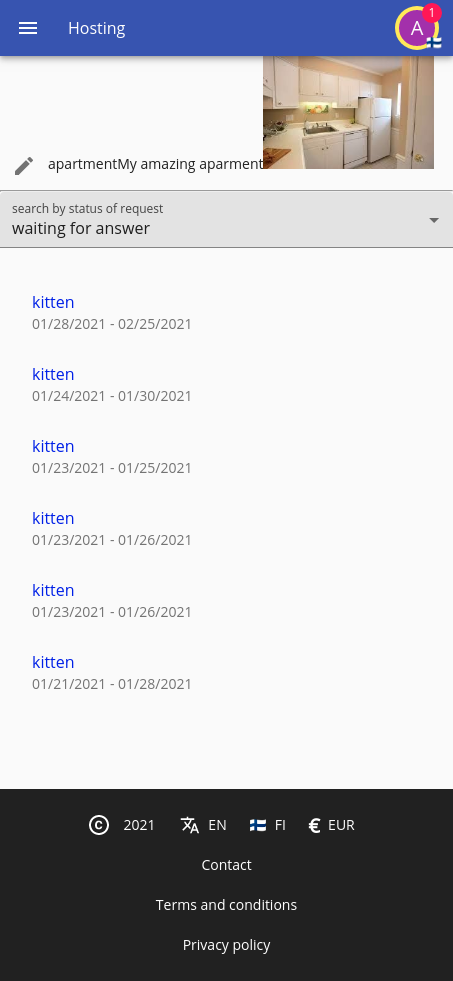 Hosting
A
1
apartmentMy amazing aparment
search by status of request
waiting for answer
kitten
01/28/2021 - 02/25/2021
kitten
01/24/2021 - 01/30/2021
kitten
01/23/2021 - 01/25/2021
kitten
01/23/2021 - 01/26/2021
kitten
01/23/2021 - 01/26/2021
kitten
01/21/2021 - 01/28/2021
© 2021 EN FI € EUR
Contact
Terms and conditions
Privacy policy